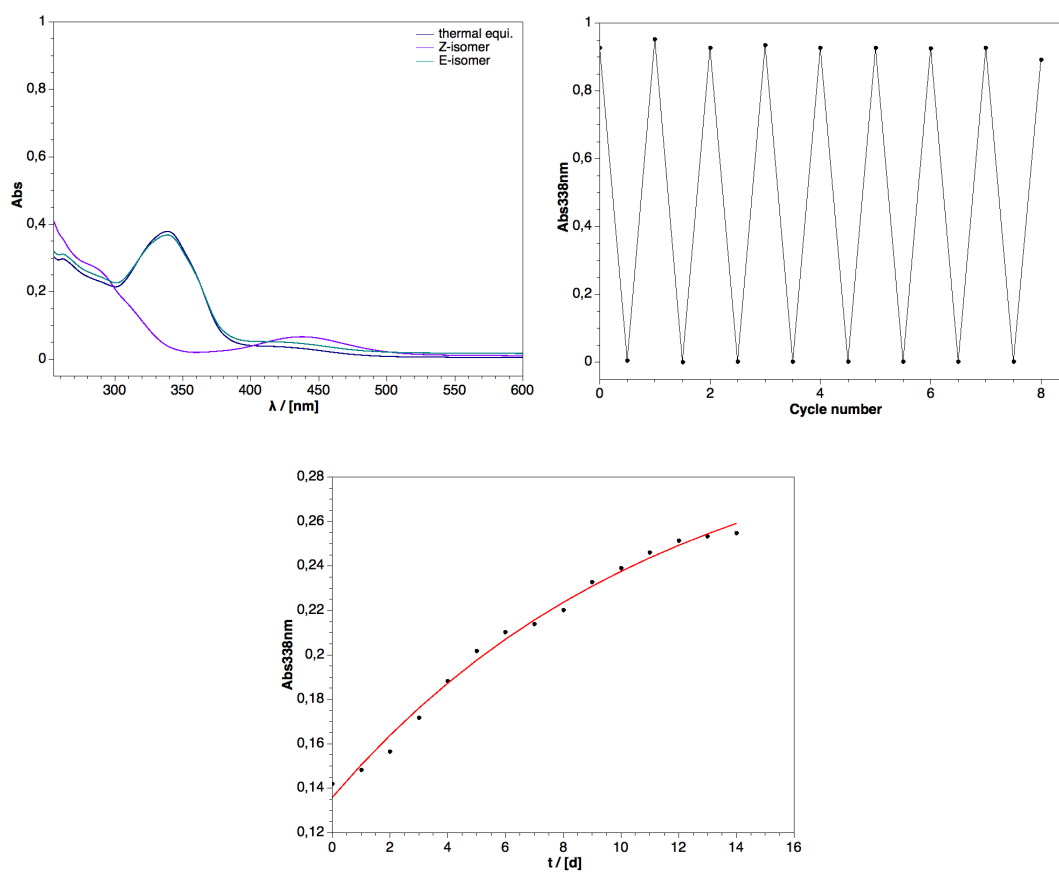 1
0,8
0,6
0,4
0,2
0
Abs
thermal equi.
Z-isomer
E-isomer
300 350 400 450 500 550 600
λ / [nm]
1
0,8
0,6
0,4
0,2
0
Abs338nm
0 2 4 6 8
Cycle number
0,28
0,26
0,24
0,22
0,2
0,18
0,16
0,14
0,12
Abs338nm
0 2 4 6 8 10 12 14 16
t / [d]